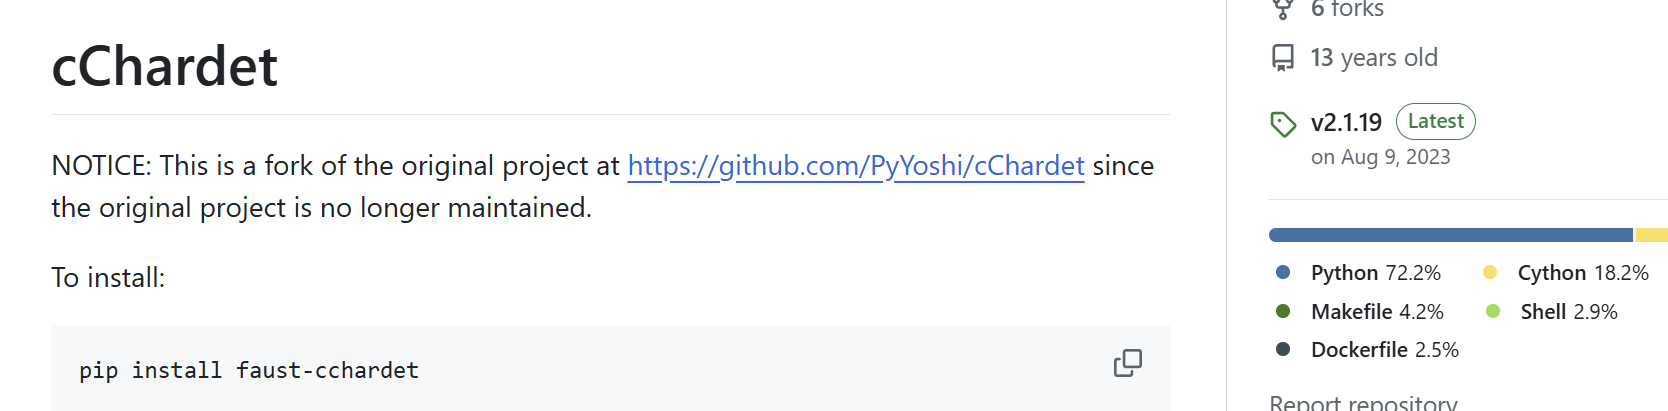 cChardet
NOTICE: This is a fork of the original project at https://github.com/PyYoshi/cChardet since
the original project is no longer maintained.
To install:
pip install faust-cchardet
6 forks
13 years old
v2.1.19 Latest
on Aug 9, 2023
Python 72.2% Cython 18.2%
Makefile 4.2% Shell 2.9%
Dockerfile 2.5%
Report repository